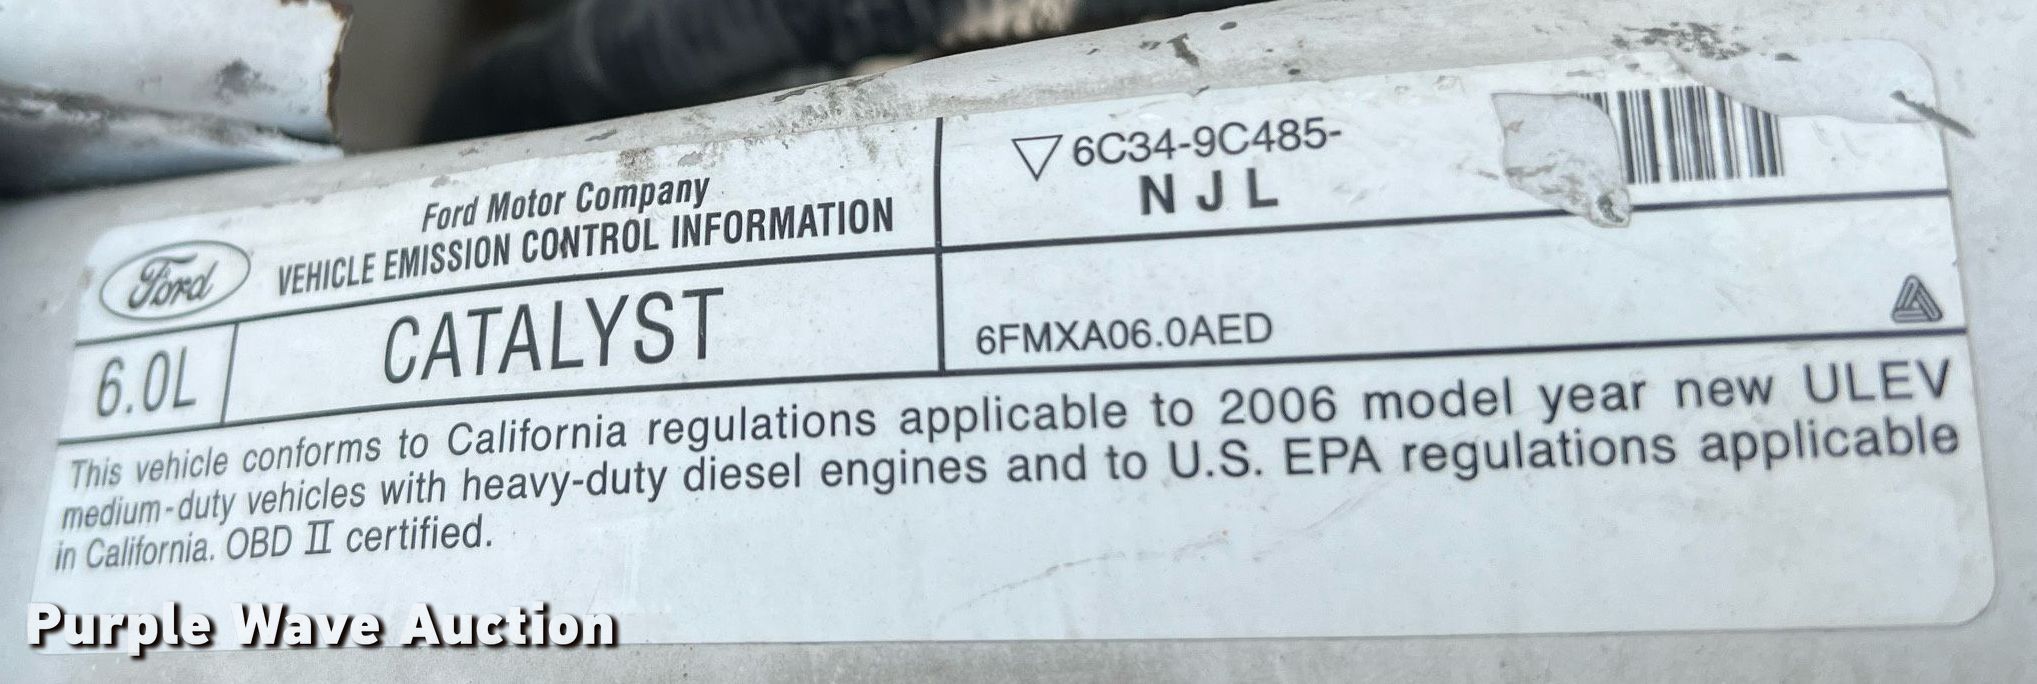 Ford Motor Company
Ford VEHICLE EMISSION CONTROL INFORMATION
▽ 6C34-9C485-
N J L
6.0L CATALYST
6FMXA06.0AED
This vehicle conforms to California regulations applicable to 2006 model year new ULEV
medium-duty vehicles with heavy-duty diesel engines and to U.S. EPA regulations applicable
in California. OBD II certified.
Purple Wave Auction